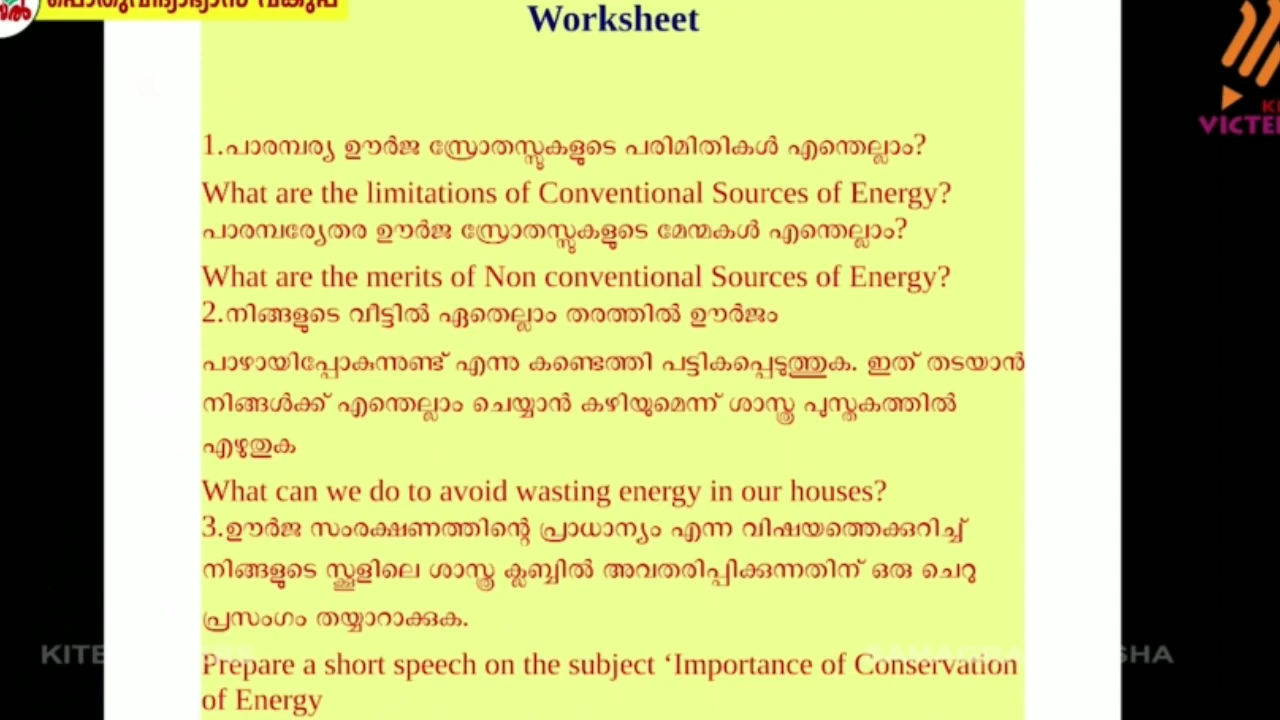 പൊതുവിദ്യാഭ്യാസ വകുപ്പ്
Worksheet
1.പാരമ്പര്യ ഊർജ സ്രോതസ്സുകളുടെ പരിമിതികൾ എന്തെല്ലാം?
What are the limitations of Conventional Sources of Energy?
പാരമ്പര്യേതര ഊർജ സ്രോതസ്സുകളുടെ മേന്മകൾ എന്തെല്ലാം?
What are the merits of Non conventional Sources of Energy?
2.നിങ്ങളുടെ വീട്ടിൽ ഏതെല്ലാം തരത്തിൽ ഊർജം
പാഴായിപ്പോകുന്നുണ്ട് എന്നു കണ്ടെത്തി പട്ടികപ്പെടുത്തുക. ഇത് തടയാൻ
നിങ്ങൾക്ക് എന്തെല്ലാം ചെയ്യാൻ കഴിയുമെന്ന് ശാസ്ത്ര പുസ്തകത്തിൽ
എഴുതുക
What can we do to avoid wasting energy in our houses?
3.ഊർജ സംരക്ഷണത്തിന്റെ പ്രാധാന്യം എന്ന വിഷയത്തെക്കുറിച്ച്
നിങ്ങളുടെ സ്കൂളിലെ ശാസ്ത്ര ക്ലബ്ബിൽ അവതരിപ്പിക്കുന്നതിന് ഒരു ചെറു
പ്രസംഗം തയ്യാറാക്കുക.
Prepare a short speech on the subject ‘Importance of Conservation
of Energy